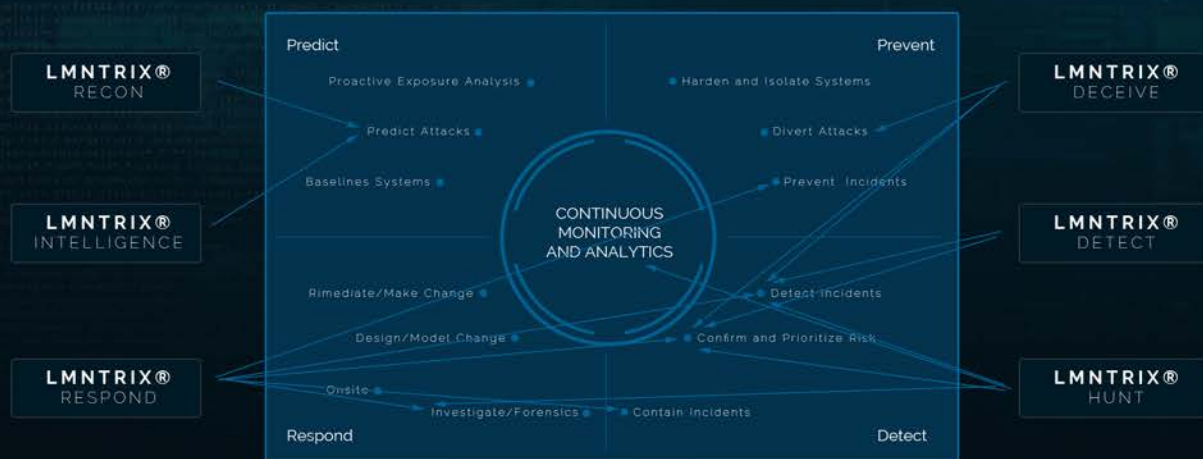 Predict
Prevent
LMNTRIX®
RECON
Proactive Exposure Analysis
Harden and Isolate Systems
LMNTRIX®
DECEIVE
Predict Attacks
Divert Attacks
Baselines Systems
Prevent Incidents
LMNTRIX®
INTELLIGENCE
CONTINUOUS
MONITORING
AND ANALYTICS
LMNTRIX®
DETECT
Rimediate/Make Change
Detect Incidents
Design/Model Change
Confirm and Prioritize Risk
LMNTRIX®
RESPOND
Onsite
LMNTRIX®
HUNT
Investigate/Forensics
Contain Incidents
Respond
Detect